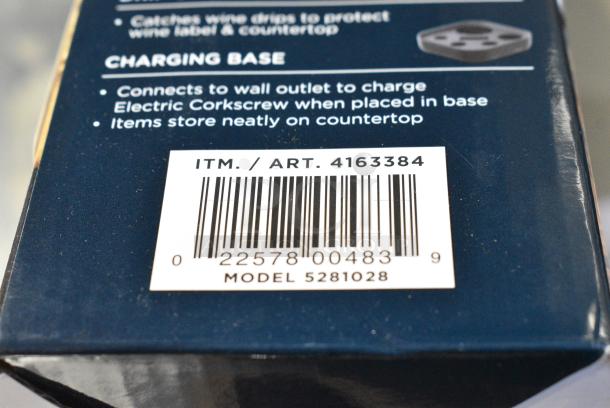 • Catches wine drips to protect
wine label & countertop
CHARGING BASE
• Connects to wall outlet to charge
Electric Corkscrew when placed in base
• Items store neatly on countertop
ITM. / ART. 4163384
0 22578 00483 9
MODEL 5281028